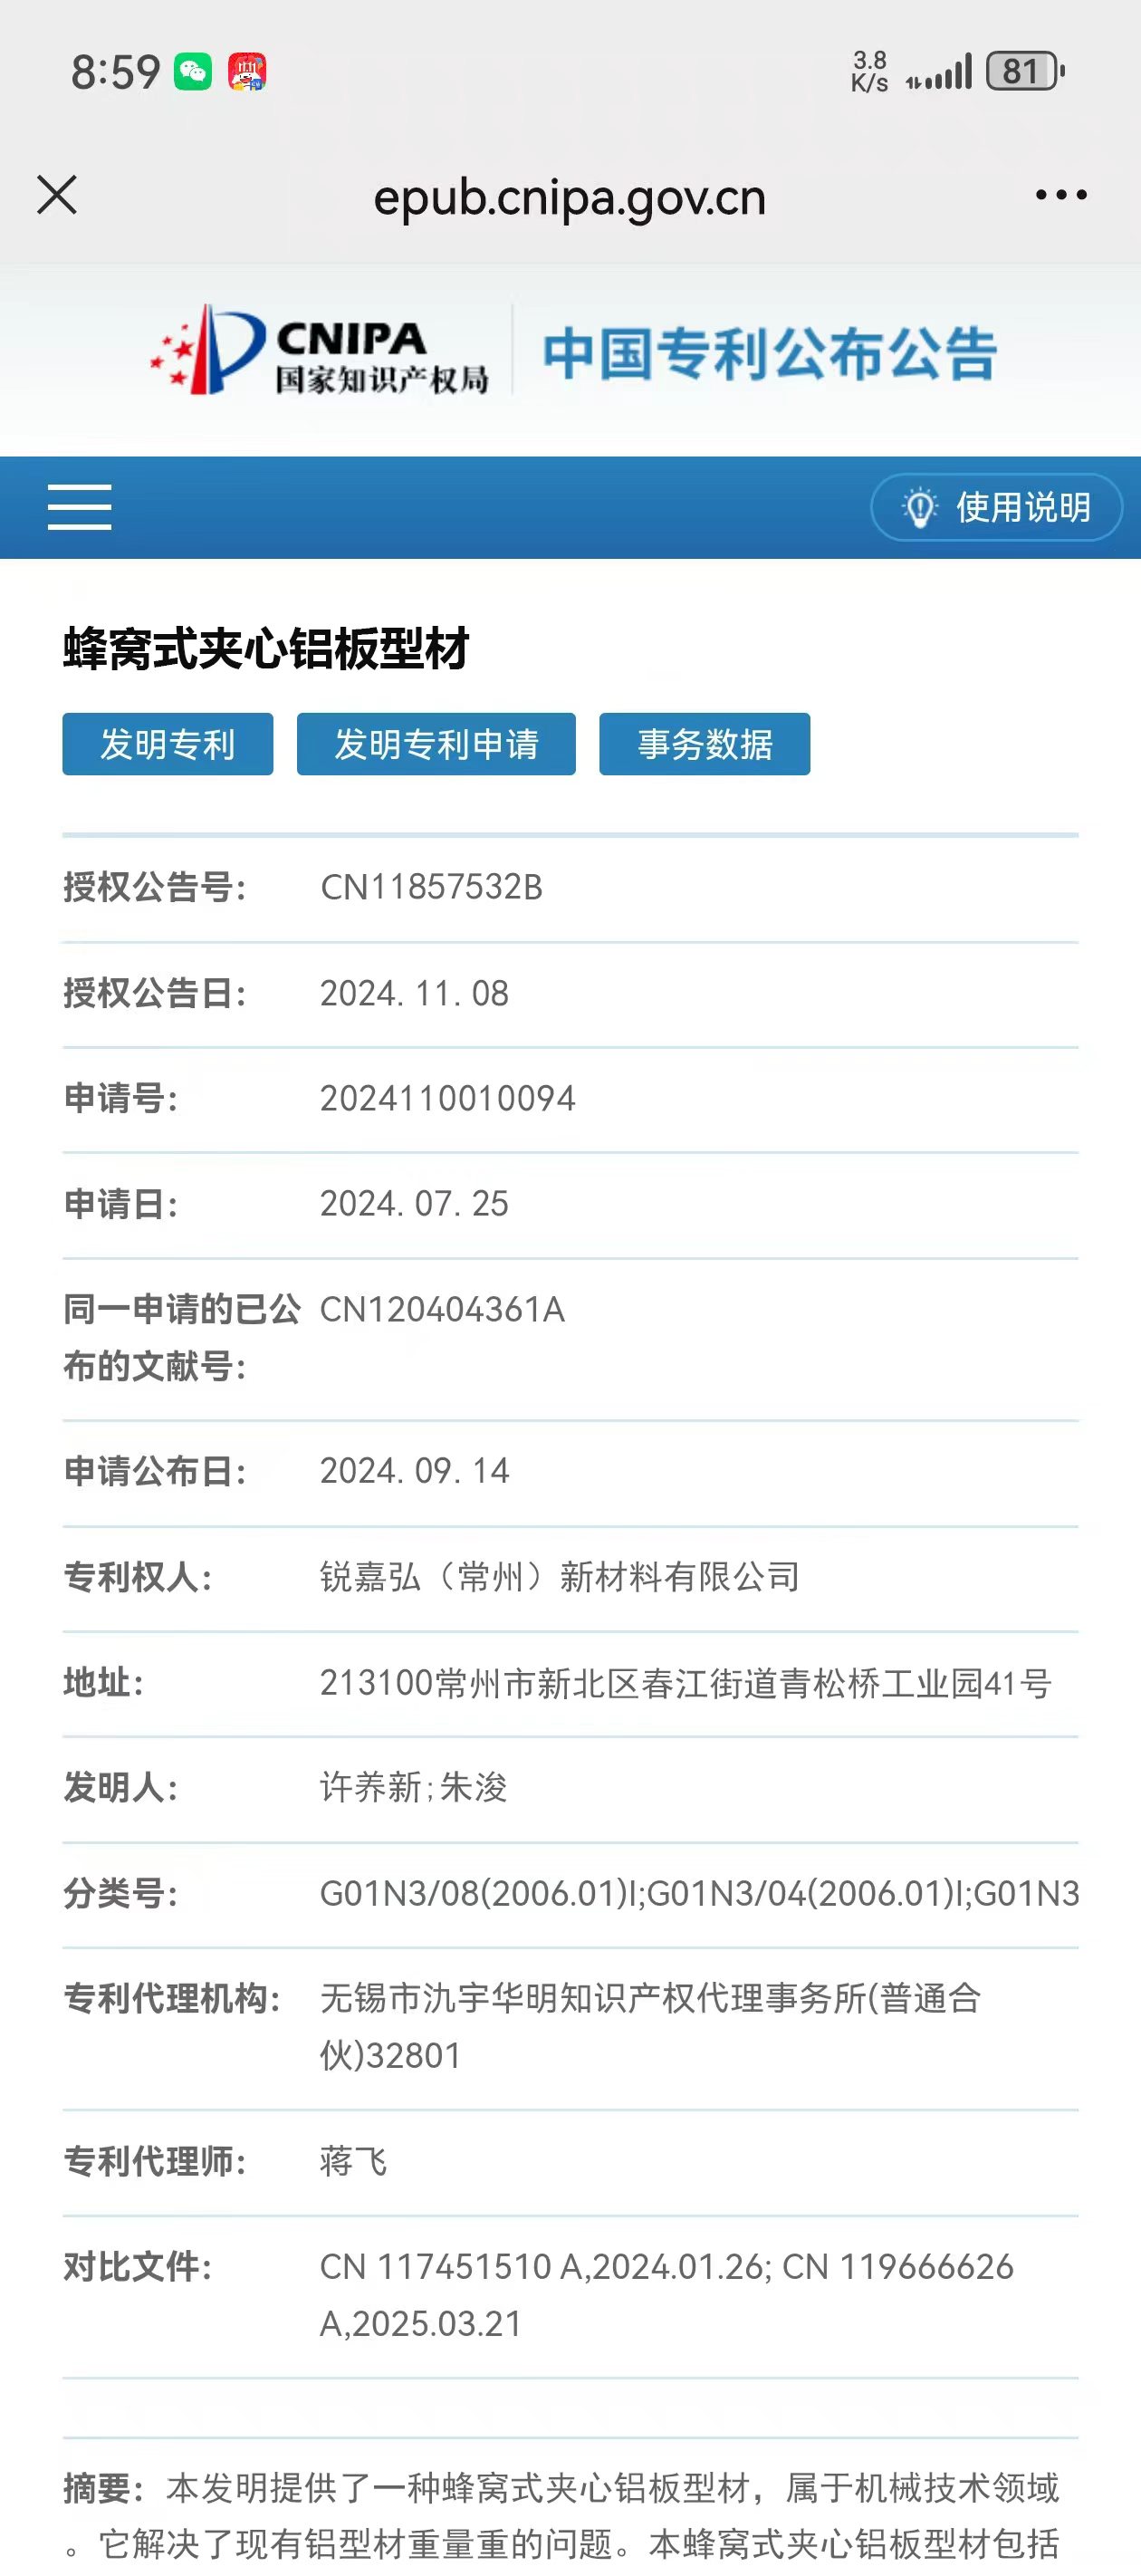 8:59
3.8
K/s
81
epub.cnipa.gov.cn
CNIPA
国家知识产权局
中国专利公布公告
使用说明
蜂窝式夹心铝板型材
发明专利 发明专利申请 事务数据
授权公告号: CN11857532B
授权公告日: 2024. 11. 08
申请号: 2024110010094
申请日: 2024. 07. 25
同一申请的已公 CN120404361A
布的文献号:
申请公布日: 2024. 09. 14
专利权人: 锐嘉弘（常州）新材料有限公司
地址: 213100常州市新北区春江街道青松桥工业园41号
发明人: 许养新;朱浚
分类号: G01N3/08(2006.01)I;G01N3/04(2006.01)I;G01N3
专利代理机构: 无锡市氿宇华明知识产权代理事务所(普通合
伙)32801
专利代理师: 蒋飞
对比文件: CN 117451510 A,2024.01.26; CN 119666626
A,2025.03.21
摘要：本发明提供了一种蜂窝式夹心铝板型材，属于机械技术领域
。它解决了现有铝型材重量重的问题。本蜂窝式夹心铝板型材包括